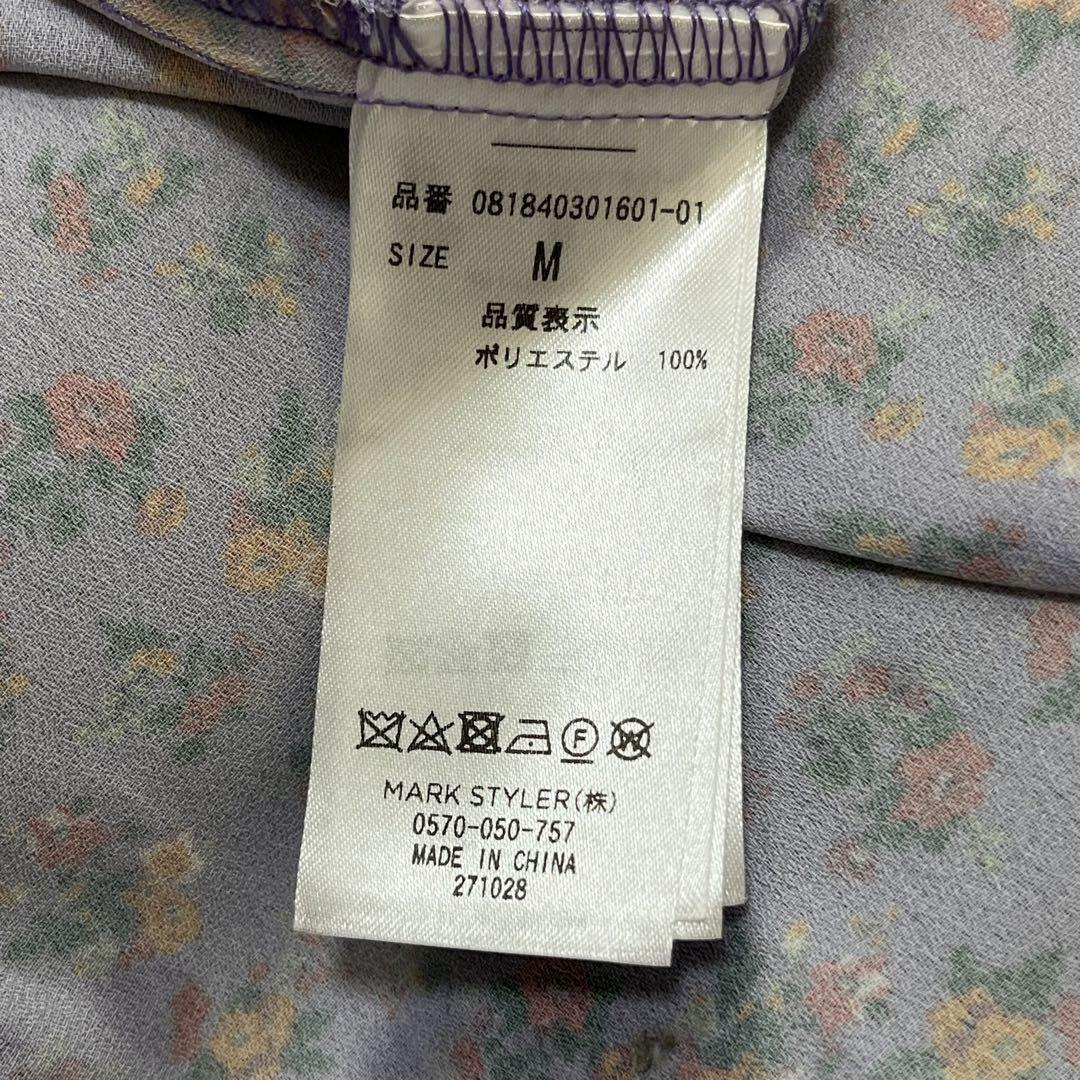 品番 081840301601-01
SIZE M
品質表示
ポリエステル 100%
F W
MARK STYLER(株)
0570-050-757
MADE IN CHINA
271028